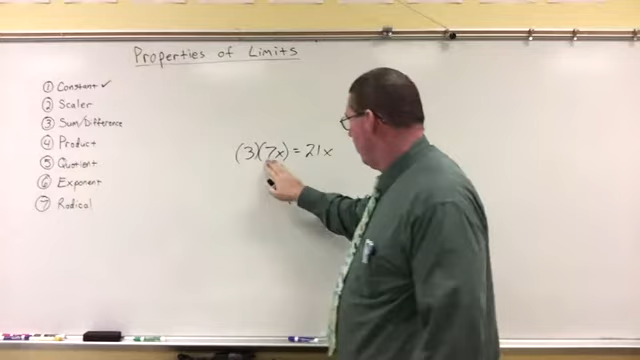 Properties of Limits
① Constant ✓
② Scaler
③ Sum/Difference
④ Product
⑤ Quotient
⑥ Exponent
⑦ Radical
(3)(7x) = 21x